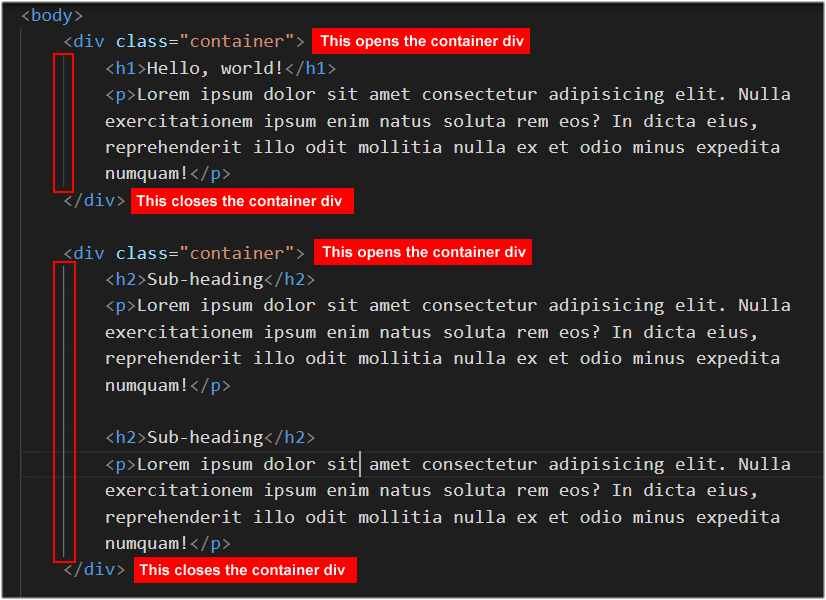 <body>
<div class="container"> This opens the container div
<h1>Hello, world!</h1>
<p>Lorem ipsum dolor sit amet consectetur adipisicing elit. Nulla
exercitationem ipsum enim natus soluta rem eos? In dicta eius,
reprehenderit illo odit mollitia nulla ex et odio minus expedita
numquam!</p>
</div> This closes the container div
<div class="container"> This opens the container div
<h2>Sub-heading</h2>
<p>Lorem ipsum dolor sit amet consectetur adipisicing elit. Nulla
exercitationem ipsum enim natus soluta rem eos? In dicta eius,
reprehenderit illo odit mollitia nulla ex et odio minus expedita
numquam!</p>
<h2>Sub-heading</h2>
<p>Lorem ipsum dolor sit amet consectetur adipisicing elit. Nulla
exercitationem ipsum enim natus soluta rem eos? In dicta eius,
reprehenderit illo odit mollitia nulla ex et odio minus expedita
numquam!</p>
</div> This closes the container div